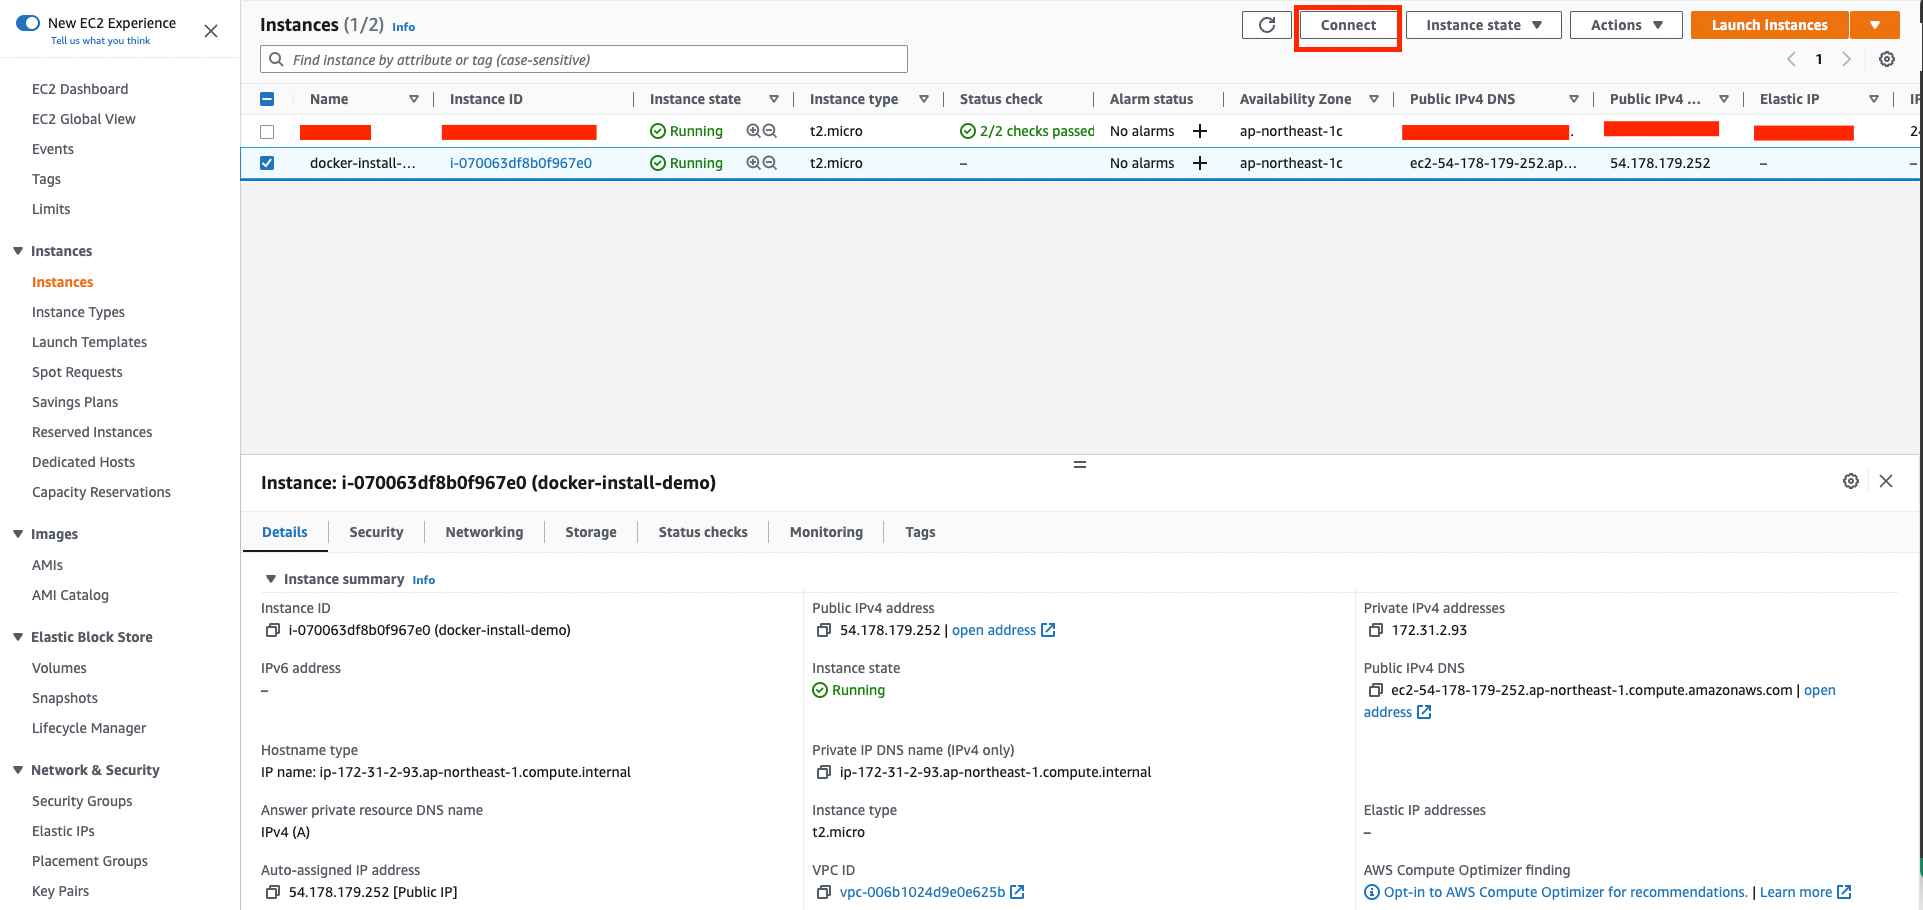 New EC2 Experience
Tell us what you think
EC2 Dashboard
EC2 Global View
Events
Tags
Limits
Instances
Instances
Instance Types
Launch Templates
Spot Requests
Savings Plans
Reserved Instances
Dedicated Hosts
Capacity Reservations
Images
AMIs
AMI Catalog
Elastic Block Store
Volumes
Snapshots
Lifecycle Manager
Network & Security
Security Groups
Elastic IPs
Placement Groups
Key Pairs
Instances (1/2) Info
Connect Instance state Actions Launch Instances
Find instance by attribute or tag (case-sensitive)
1
Name Instance ID Instance state Instance type Status check Alarm status Availability Zone Public IPv4 DNS Public IPv4 ... Elastic IP
Running t2.micro 2/2 checks passed No alarms ap-northeast-1c
docker-install-... i-070063df8b0f967e0 Running t2.micro – No alarms ap-northeast-1c ec2-54-178-179-252.ap... 54.178.179.252 – –
Instance: i-070063df8b0f967e0 (docker-install-demo)
Details Security Networking Storage Status checks Monitoring Tags
Instance summary Info
Instance ID
i-070063df8b0f967e0 (docker-install-demo)
Public IPv4 address
54.178.179.252 | open address
Private IPv4 addresses
172.31.2.93
IPv6 address
–
Instance state
Running
Public IPv4 DNS
ec2-54-178-179-252.ap-northeast-1.compute.amazonaws.com | open
address
Hostname type
IP name: ip-172-31-2-93.ap-northeast-1.compute.internal
Private IP DNS name (IPv4 only)
ip-172-31-2-93.ap-northeast-1.compute.internal
Answer private resource DNS name
IPv4 (A)
Instance type
t2.micro
Elastic IP addresses
–
Auto-assigned IP address
54.178.179.252 [Public IP]
VPC ID
vpc-006b1024d9e0e625b
AWS Compute Optimizer finding
Opt-in to AWS Compute Optimizer for recommendations. | Learn more